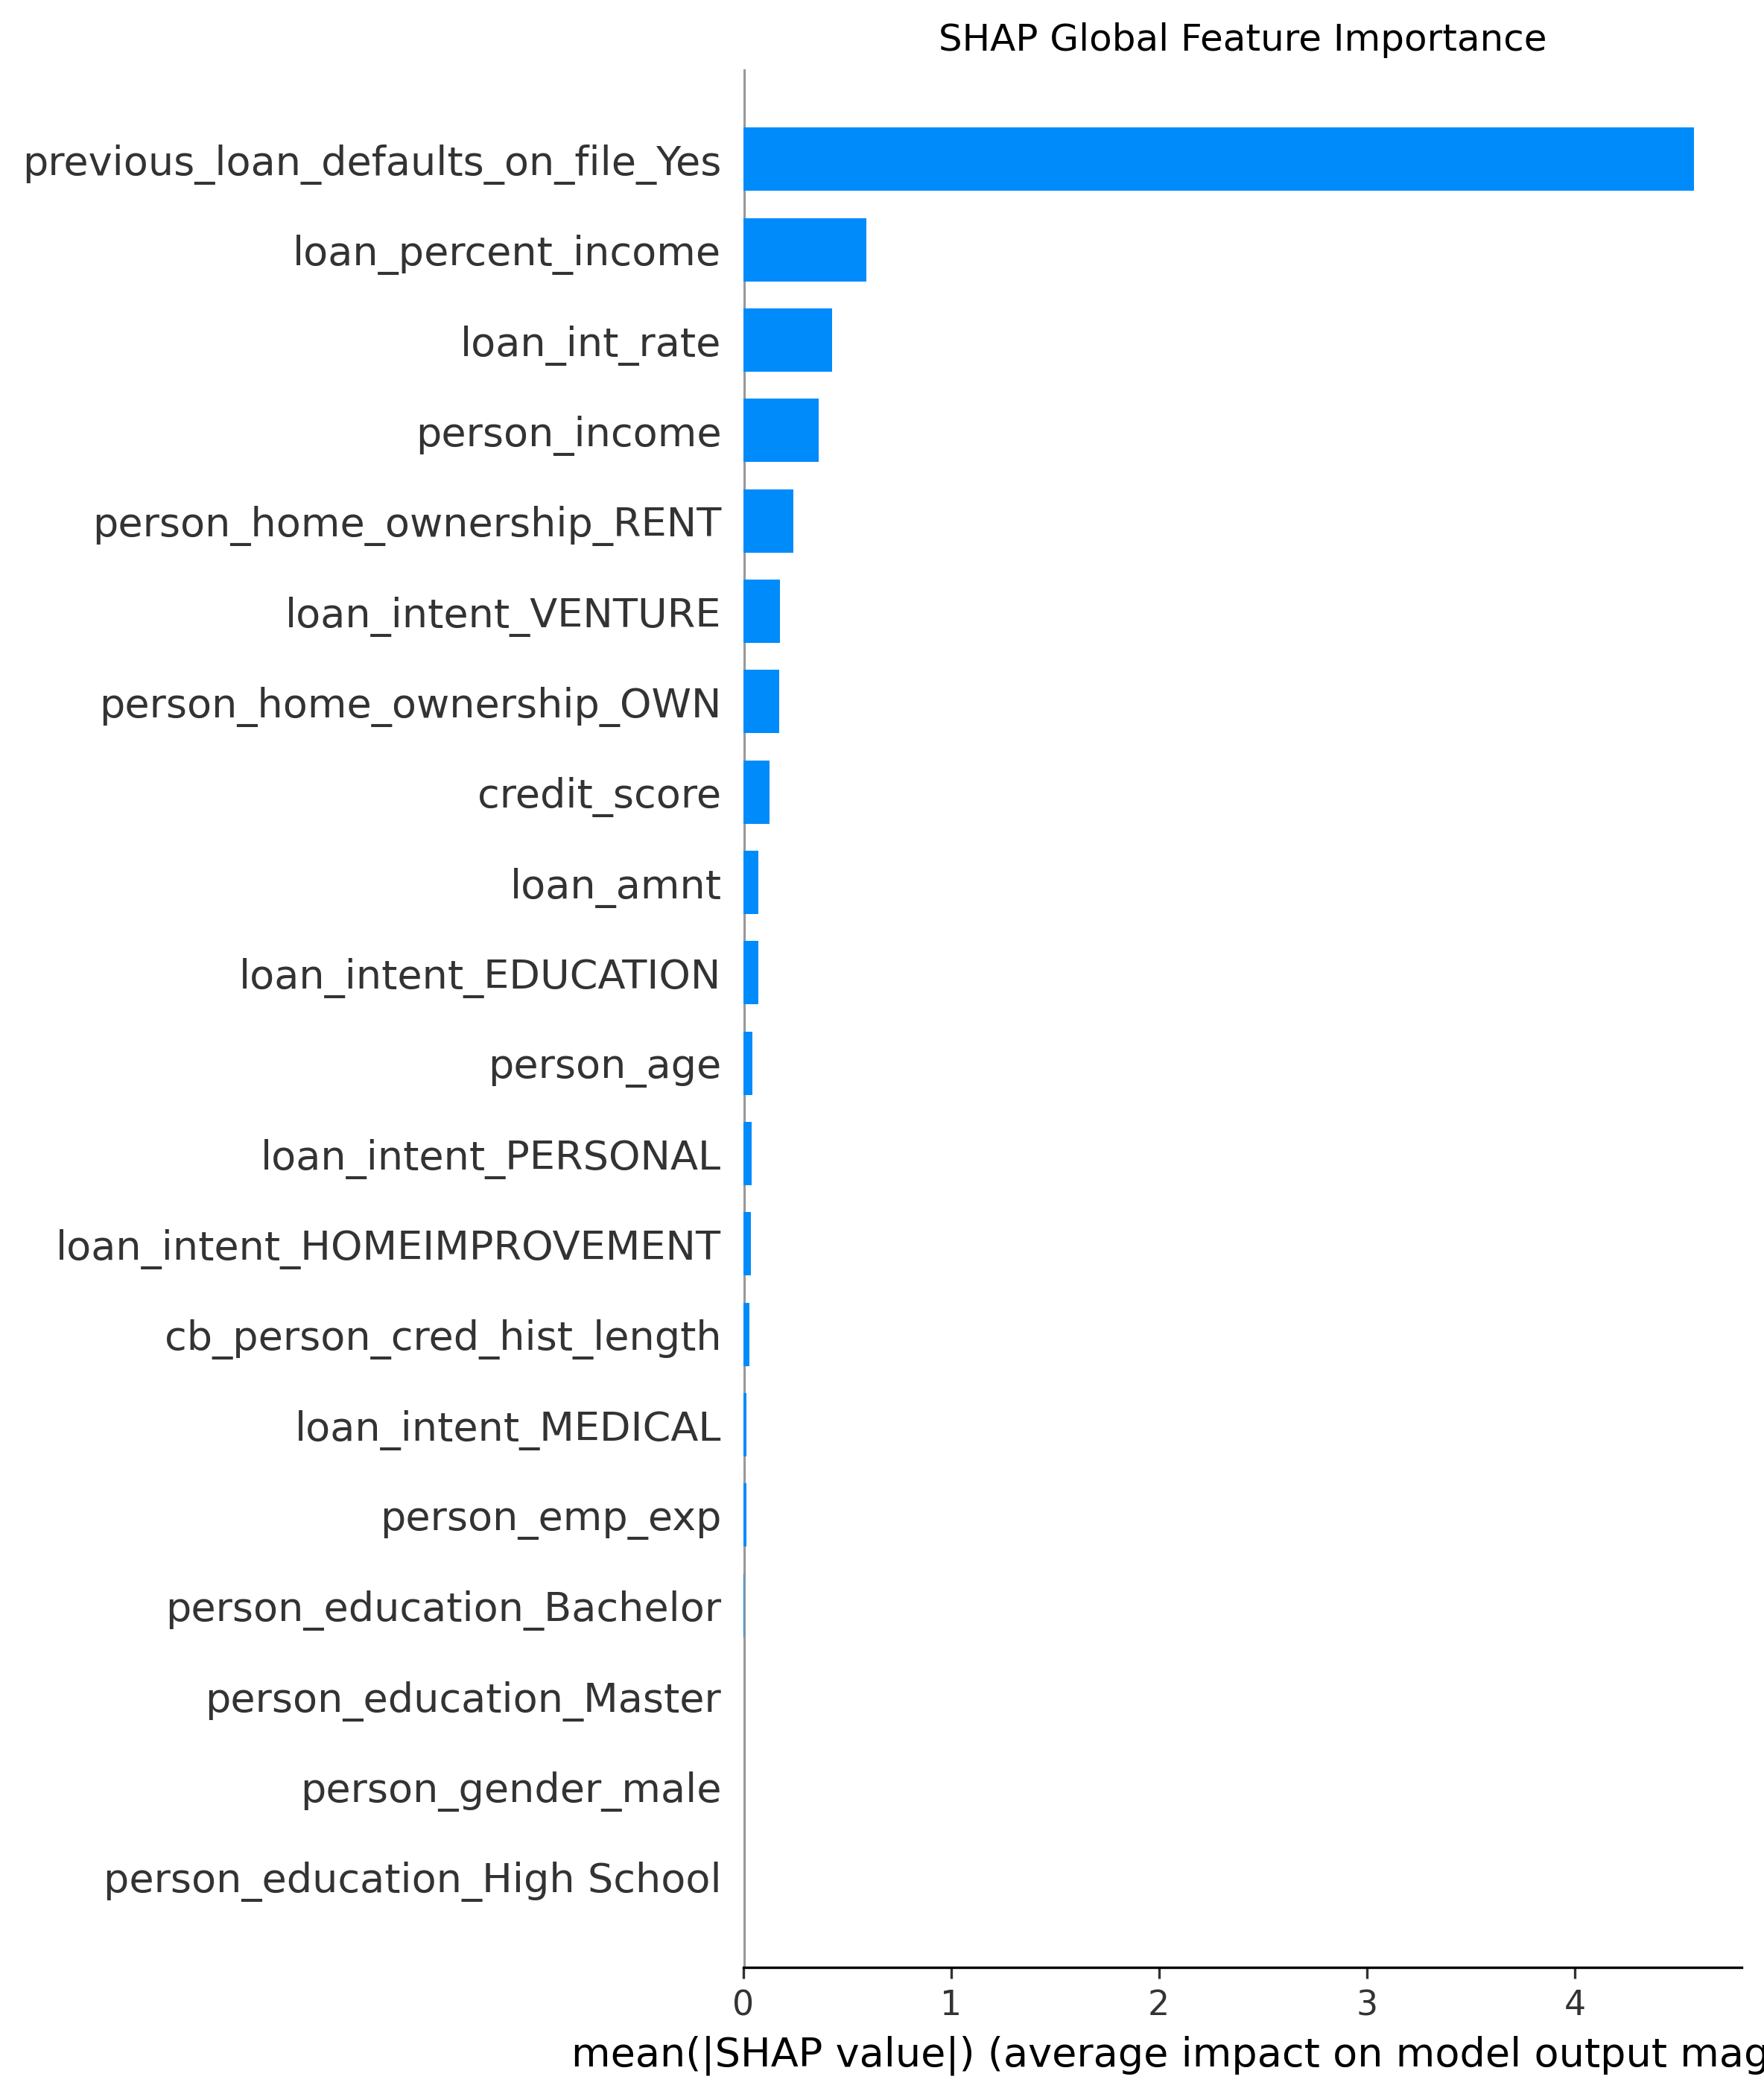 SHAP Global Feature Importance
previous_loan_defaults_on_file_Yes
loan_percent_income
loan_int_rate
person_income
person_home_ownership_RENT
loan_intent_VENTURE
person_home_ownership_OWN
credit_score
loan_amnt
loan_intent_EDUCATION
person_age
loan_intent_PERSONAL
loan_intent_HOMEIMPROVEMENT
cb_person_cred_hist_length
loan_intent_MEDICAL
person_emp_exp
person_education_Bachelor
person_education_Master
person_gender_male
person_education_High School
0 1 2 3 4
mean(|SHAP value|) (average impact on model output mag